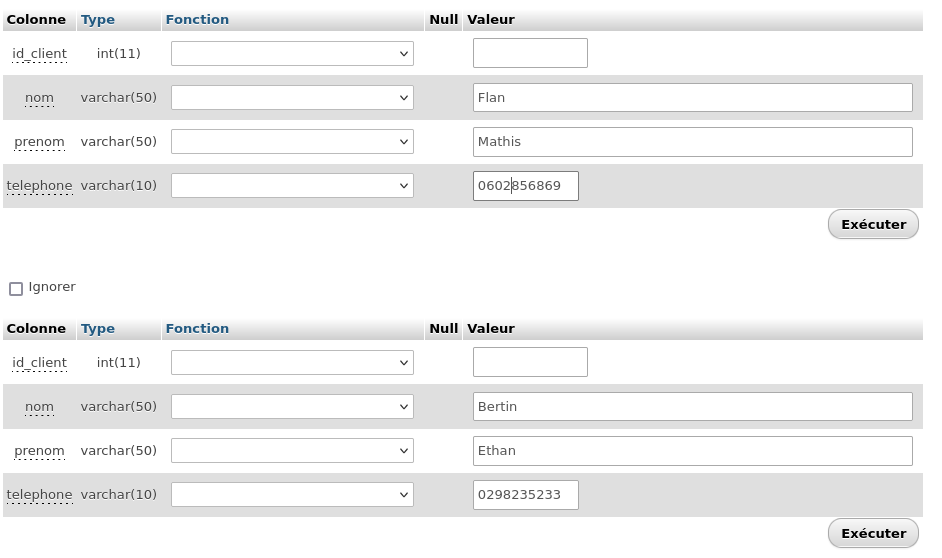 Colonne Type Fonction Null Valeur
id_client int(11)
nom varchar(50) Flan
prenom varchar(50) Mathis
telephone varchar(10) 0602856869
Exécuter
Ignorer
Colonne Type Fonction Null Valeur
id_client int(11)
nom varchar(50) Bertin
prenom varchar(50) Ethan
telephone varchar(10) 0298235233
Exécuter